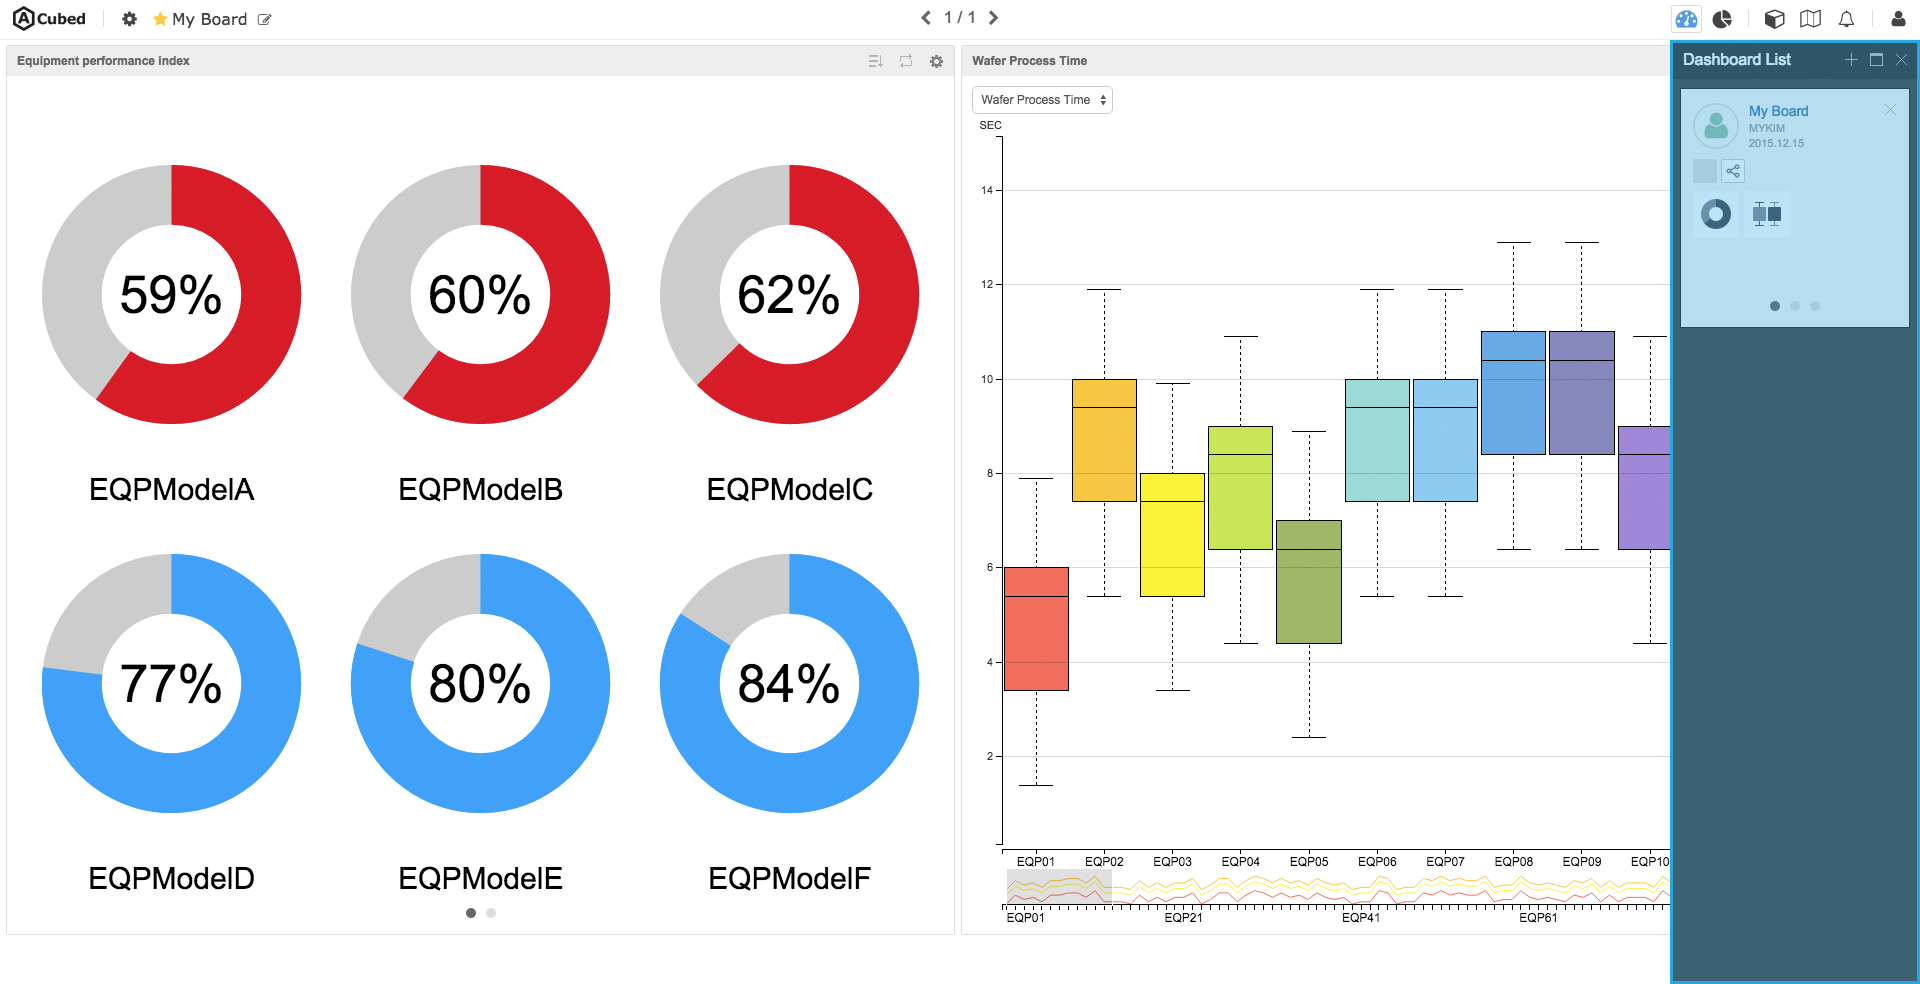 A Cubed
My Board
1 / 1
Equipment performance index
59%
60%
62%
EQPModelA
EQPModelB
EQPModelC
77%
80%
84%
EQPModelD
EQPModelE
EQPModelF
Wafer Process Time
Wafer Process Time
SEC
14
12
10
8
6
4
2
EQP01 EQP02 EQP03 EQP04 EQP05 EQP06 EQP07 EQP08 EQP09 EQP10
EQP01 EQP21 EQP41 EQP61
Dashboard List
My Board
MYKIM
2015.12.15